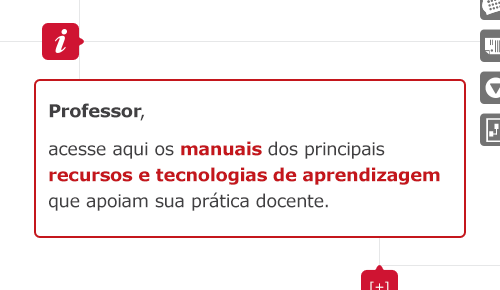 i
Professor,
acesse aqui os manuais dos principais
recursos e tecnologias de aprendizagem
que apoiam sua prática docente.
[+]